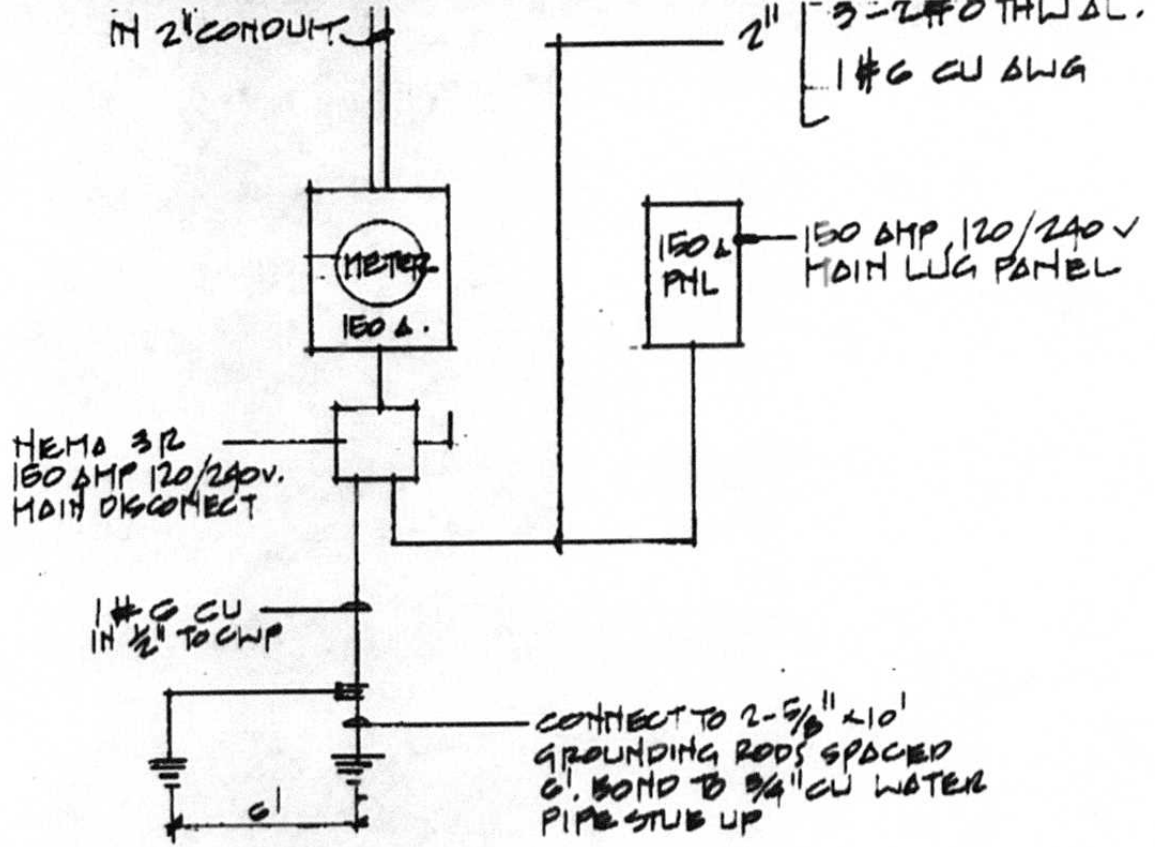 IN 2" CONDUIT
2"
3-2#0 THW AL.
1#6 CU AWG
METER
150 A.
150 A
PNL
150 AMP, 120/240 V
MAIN LUG PANEL
NEMA 3R
150 AMP 120/240V.
MAIN DISCONECT
1#6 CU
IN 1/2" TO CWP
CONNECT TO 2-5/8" x 10'
GROUNDING RODS SPACED
6'. BOND TO 3/4" CU WATER
PIPE STUB UP
6'